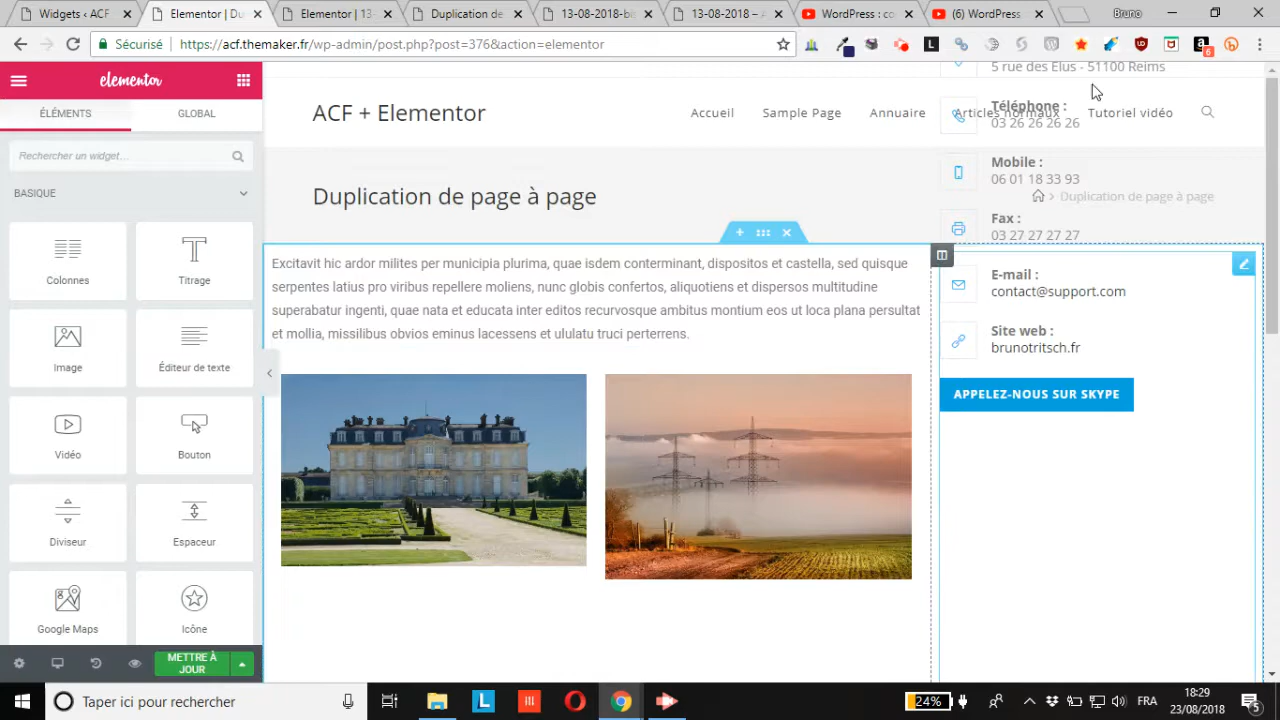 Widgets ‹ ACF
Elementor | Du
Elementor | 13
Duplication de
13-08-2018-b
13-08-2018 –
WordPress : c
(6) WordPress
Bruno
Sécurisé
https://acf.themaker.fr/wp-admin/post.php?post=376&action=elementor
6
elementor
ÉLÉMENTS
GLOBAL
Rechercher un widget...
BASIQUE
Colonnes
Titrage
Image
Éditeur de texte
Vidéo
Bouton
Diviseur
Espaceur
Google Maps
Icône
METTRE À
JOUR
ACF + Elementor
Accueil
Sample Page
Annuaire
Articles normaux
Tutoriel vidéo
Duplication de page à page
Duplication de page à page
5 rue des Elus - 51100 Reims
Téléphone :
03 26 26 26 26
Mobile :
06 01 18 33 93
Fax :
03 27 27 27 27
E-mail :
contact@support.com
Site web :
brunotritsch.fr
APPELEZ-NOUS SUR SKYPE
Excitavit hic ardor milites per municipia plurima, quae isdem conterminant, dispositos et castella, sed quisque
serpentes latius pro viribus repellere moliens, nunc globis confertos, aliquotiens et dispersos multitudine
superabatur ingenti, quae nata et educata inter editos recurvosque ambitus montium eos ut loca plana persultat
et mollia, missilibus obvios eminus lacessens et ululatu truci perterrens.
Taper ici pour rechercher
24%
FRA
18:29
23/08/2018
5